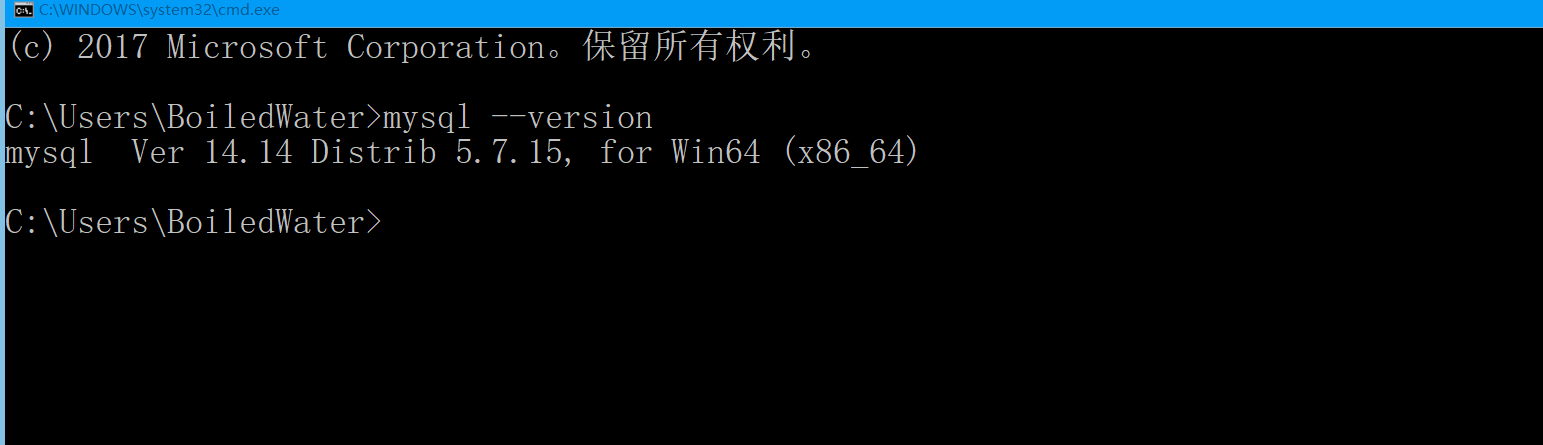 C:\WINDOWS\system32\cmd.exe
(c) 2017 Microsoft Corporation。保留所有权利。
C:\Users\BoiledWater>mysql --version
mysql  Ver 14.14 Distrib 5.7.15, for Win64 (x86_64)
C:\Users\BoiledWater>